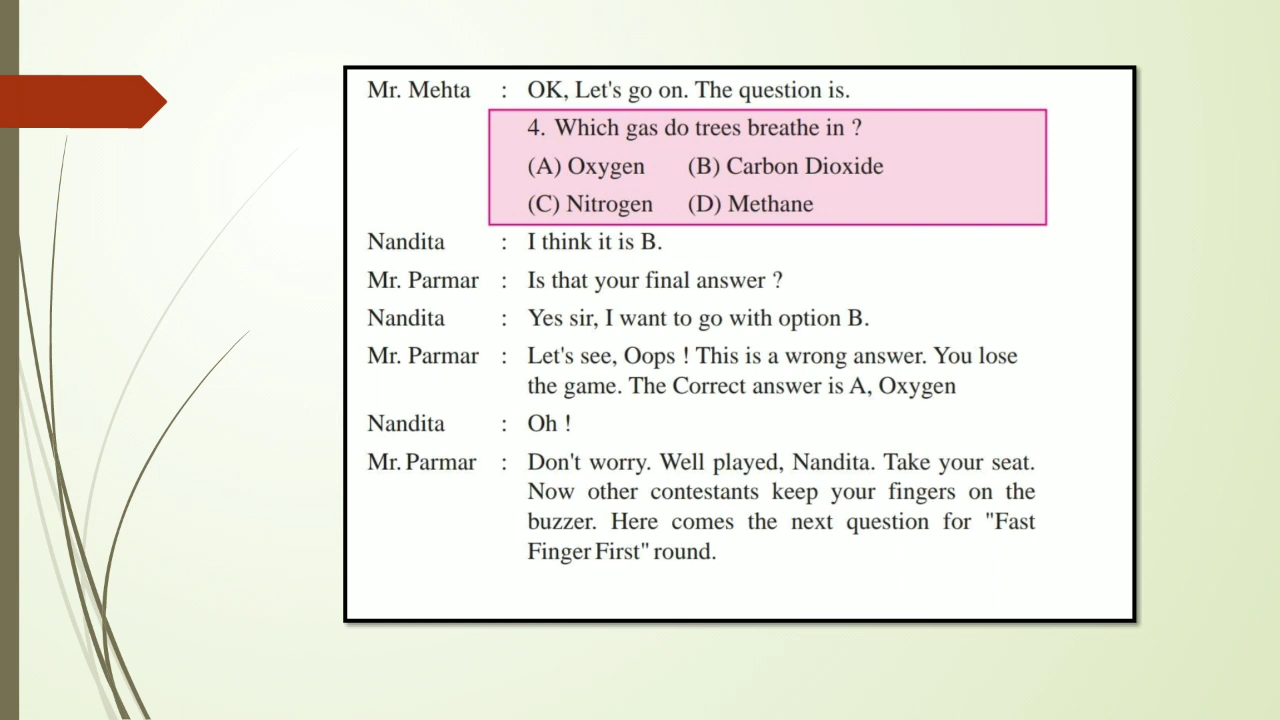 Mr. Mehta : OK, Let's go on. The question is.
4. Which gas do trees breathe in ?
(A) Oxygen (B) Carbon Dioxide
(C) Nitrogen (D) Methane
Nandita : I think it is B.
Mr. Parmar : Is that your final answer ?
Nandita : Yes sir, I want to go with option B.
Mr. Parmar : Let's see, Oops ! This is a wrong answer. You lose
the game. The Correct answer is A, Oxygen
Nandita : Oh !
Mr. Parmar : Don't worry. Well played, Nandita. Take your seat.
Now other contestants keep your fingers on the
buzzer. Here comes the next question for "Fast
Finger First" round.